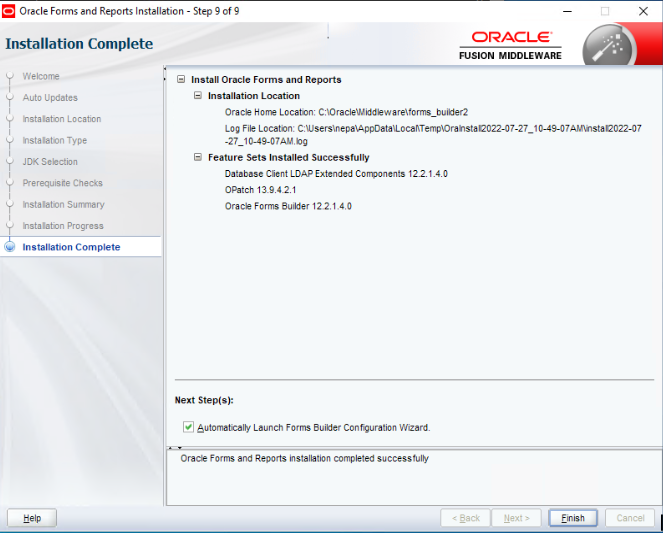 Oracle Forms and Reports Installation - Step 9 of 9
Installation Complete
ORACLE
FUSION MIDDLEWARE
Welcome
Auto Updates
Installation Location
Installation Type
JDK Selection
Prerequisite Checks
Installation Summary
Installation Progress
Installation Complete
Install Oracle Forms and Reports
Installation Location
Oracle Home Location: C:\Oracle\Middleware\forms_builder2
Log File Location: C:\Users\nepa\AppData\Local\Temp\OraInstall2022-07-27_10-49-07AM\install2022-07
-27_10-49-07AM.log
Feature Sets Installed Successfully
Database Client LDAP Extended Components 12.2.1.4.0
OPatch 13.9.4.2.1
Oracle Forms Builder 12.2.1.4.0
Next Step(s):
Automatically Launch Forms Builder Configuration Wizard.
Oracle Forms and Reports installation completed successfully
Help
< Back
Next >
Finish
Cancel